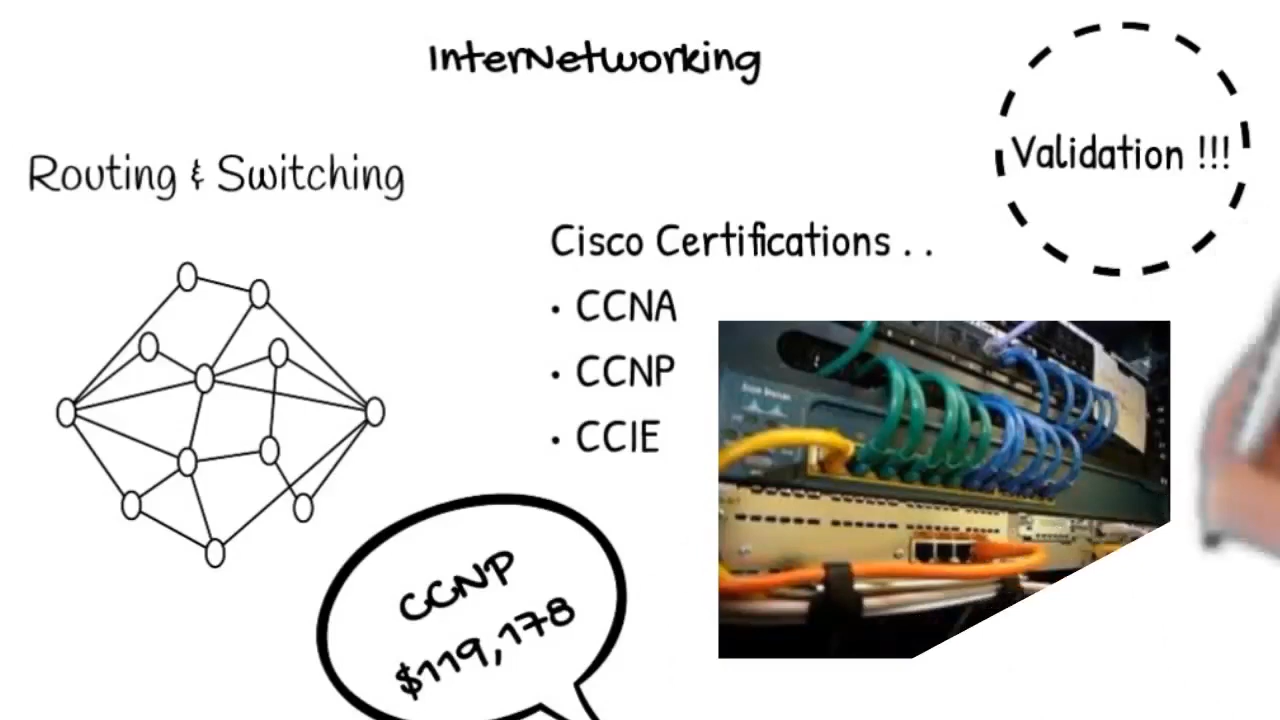 InterNetworking
Validation !!!
Routing & Switching
Cisco Certifications . .
• CCNA
• CCNP
• CCIE
CCNP
$119,178